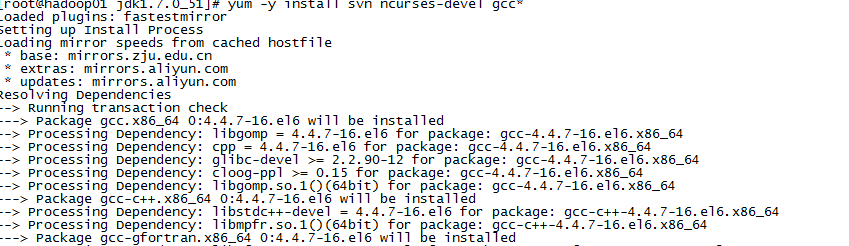 [root@hadoop01 jdk1.7.0_51]# yum -y install svn ncurses-devel gcc*
Loaded plugins: fastestmirror
Setting up Install Process
Loading mirror speeds from cached hostfile
 * base: mirrors.zju.edu.cn
 * extras: mirrors.aliyun.com
 * updates: mirrors.aliyun.com
Resolving Dependencies
--> Running transaction check
---> Package gcc.x86_64 0:4.4.7-16.el6 will be installed
--> Processing Dependency: libgomp = 4.4.7-16.el6 for package: gcc-4.4.7-16.el6.x86_64
--> Processing Dependency: cpp = 4.4.7-16.el6 for package: gcc-4.4.7-16.el6.x86_64
--> Processing Dependency: glibc-devel >= 2.2.90-12 for package: gcc-4.4.7-16.el6.x86_64
--> Processing Dependency: cloog-ppl >= 0.15 for package: gcc-4.4.7-16.el6.x86_64
--> Processing Dependency: libgomp.so.1()(64bit) for package: gcc-4.4.7-16.el6.x86_64
---> Package gcc-c++.x86_64 0:4.4.7-16.el6 will be installed
--> Processing Dependency: libstdc++-devel = 4.4.7-16.el6 for package: gcc-c++-4.4.7-16.el6.x86_64
--> Processing Dependency: libmpfr.so.1()(64bit) for package: gcc-c++-4.4.7-16.el6.x86_64
---> Package gcc-gfortran.x86_64 0:4.4.7-16.el6 will be installed